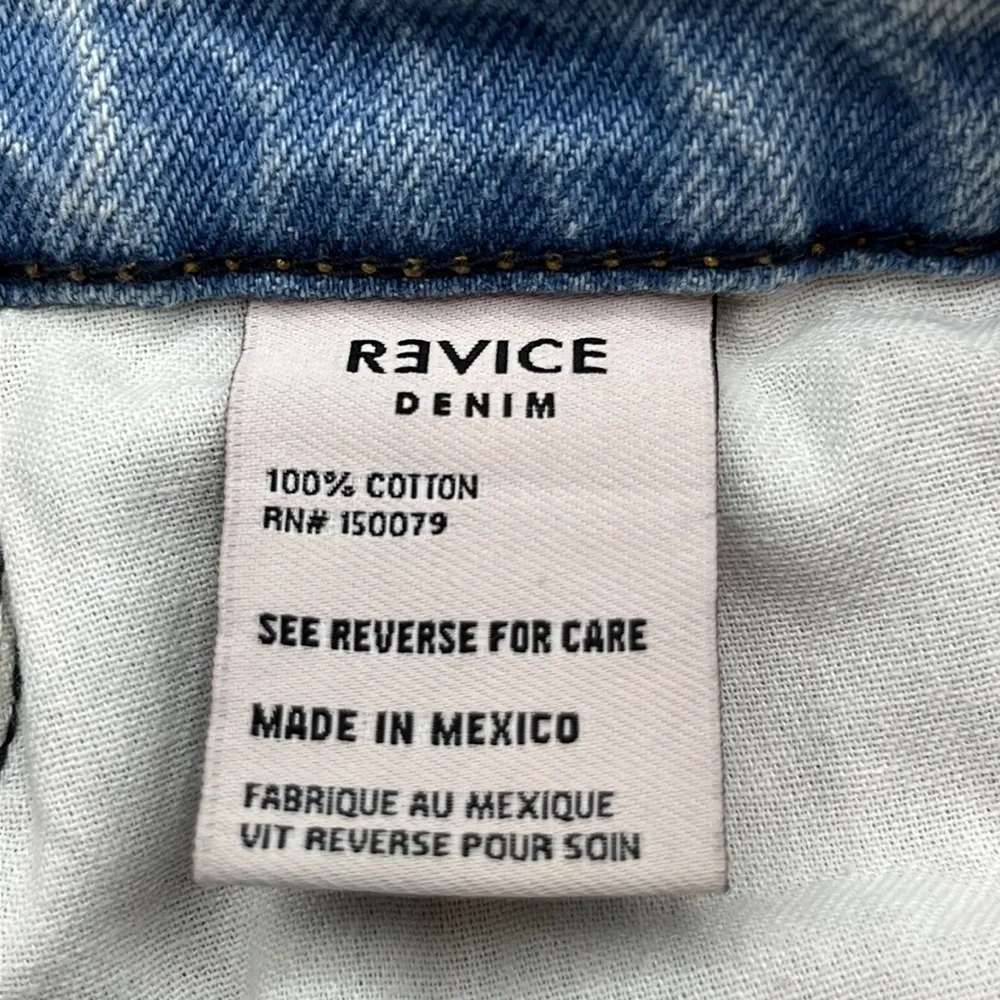 RƎVICE
DENIM
100% COTTON
RN# 150079
SEE REVERSE FOR CARE
MADE IN MEXICO
FABRIQUE AU MEXIQUE
VIT REVERSE POUR SOIN